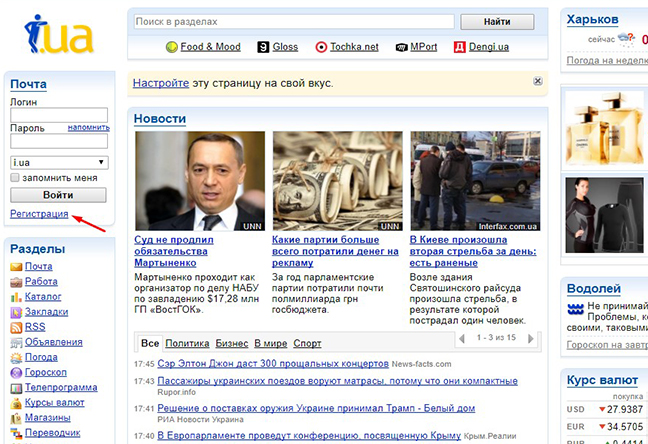 i.ua
Поиск в разделах
Найти
Food & Mood
Gloss
Tochka.net
MPort
Dengi.ua
Настройте эту страницу на свой вкус.
Почта
Логин
Пароль
напомнить
i.ua
запомнить меня
Войти
Регистрация
Разделы
Почта
Работа
Каталог
Закладки
RSS
Объявления
Погода
Гороскоп
Телепрограмма
Курсы валют
Магазины
Переводчик
Новости
UNN
Суд не продлил
обязательства
Мартыненко
Мартыненко проходит как
организатор по делу НАБУ
по завладению $17,28 млн
ГП «ВостГОК».
UNN
Какие партии больше
всего потратили денег на
рекламу
За год парламентские
партии потратили почти
полмиллиарда грн
госбюджета.
Interfax.com.ua
В Киеве произошла
вторая стрельба за день:
есть раненые
Возле здания
Святошинского райсуда
произошла стрельба, в
результате которой
пострадал один человек.
Все Политика Бизнес В мире Спорт
1 - 3 из 15
17:45 Сэр Элтон Джон даст 300 прощальных концертов News-facts.com
17:43 Пассажиры украинских поездов воруют матрасы, потому что они компактные
Rupor.info
17:41 Решение о поставках оружия Украине принимал Трамп - Белый дом
РИА Новости Украина
17:40 В Европарламенте проведут конференцию, посвященную Крыму Крым.Реалии
Харьков
сейчас
0
Погода на недел
Водолей
Не принимай
Проблемы, ко
своими, таковыми
Гороскоп на завтр
Курс валют
покупка
USD 27.9387
EUR 34.5705